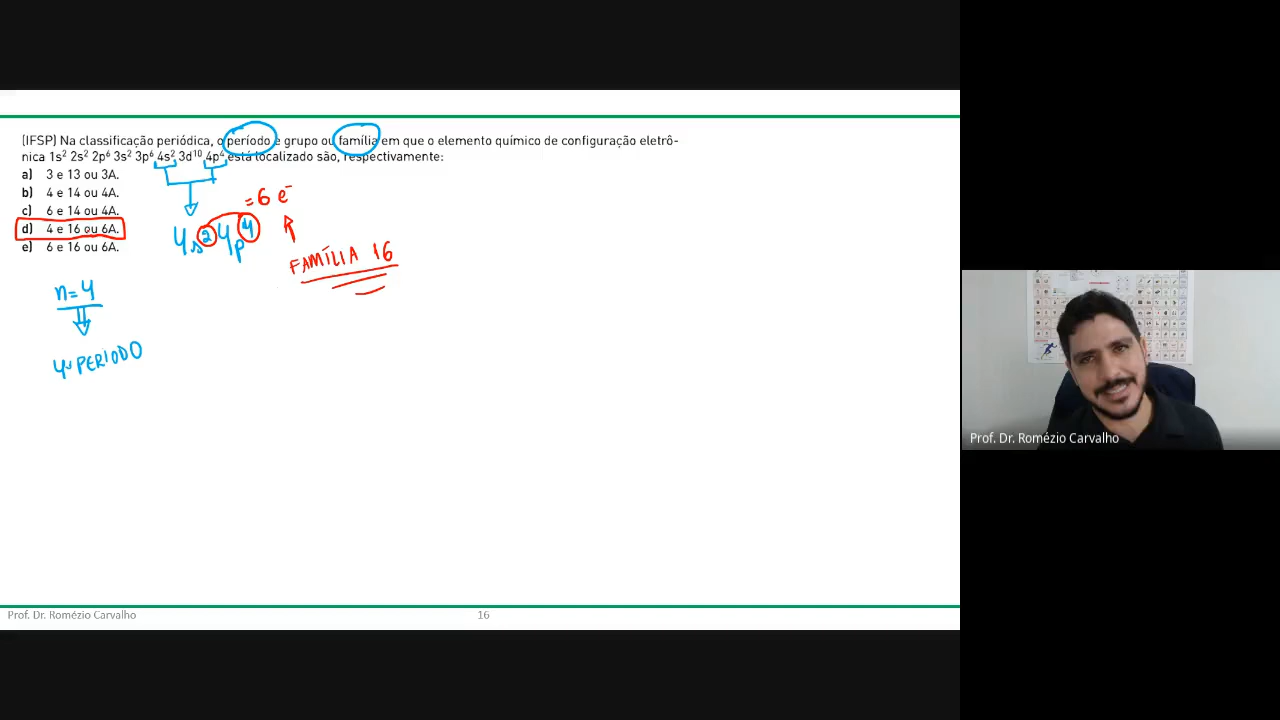 (IFSP) Na classificação periódica, o período e grupo ou família em que o elemento químico de configuração eletrô-
nica 1s² 2s² 2p⁶ 3s² 3p⁶ 4s² 3d¹⁰ 4p⁴ está localizado são, respectivamente:
a) 3 e 13 ou 3A.
b) 4 e 14 ou 4A.
c) 6 e 14 ou 4A.
d) 4 e 16 ou 6A.
e) 6 e 16 ou 6A.
= 6 e⁻
4s² 4p⁴
FAMÍLIA 16
n=4
4º PERÍODO
Prof. Dr. Romézio Carvalho
Prof. Dr. Romézio Carvalho
16